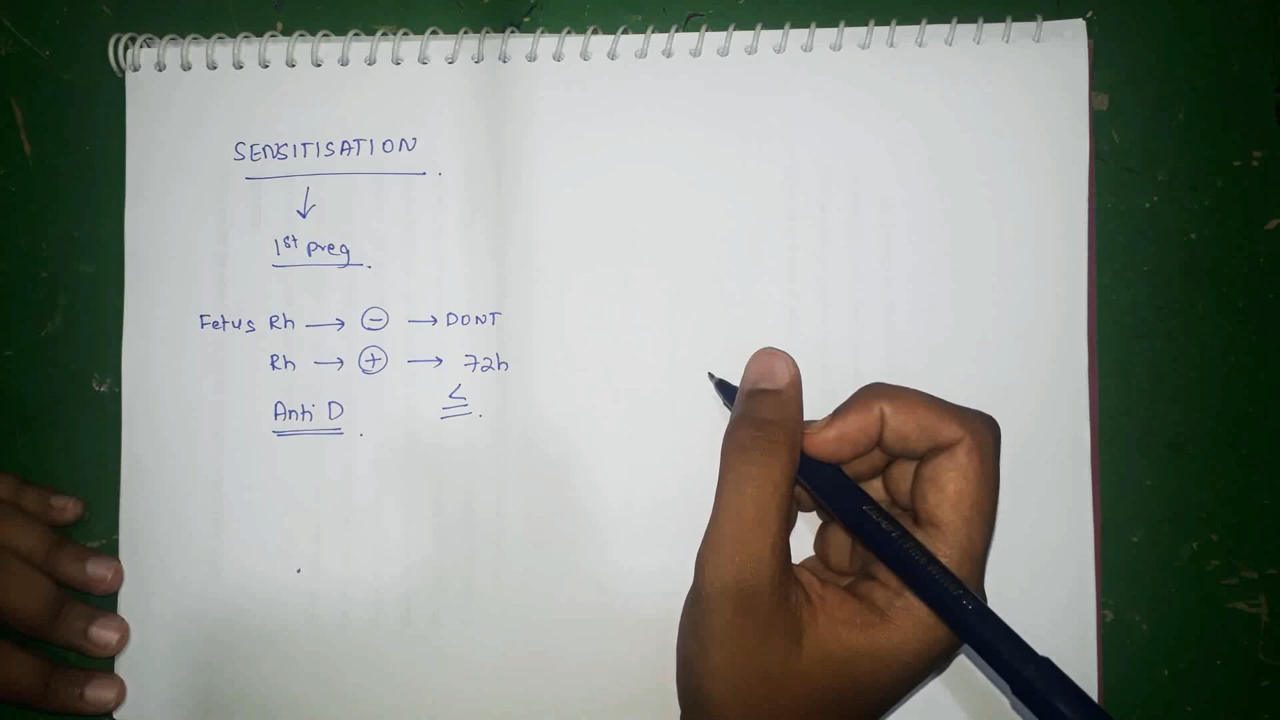 SENSITISATION
↓
1st preg
Fetus Rh → ⊖ → DONT
Rh → ⊕ → 72h
<
Anti D